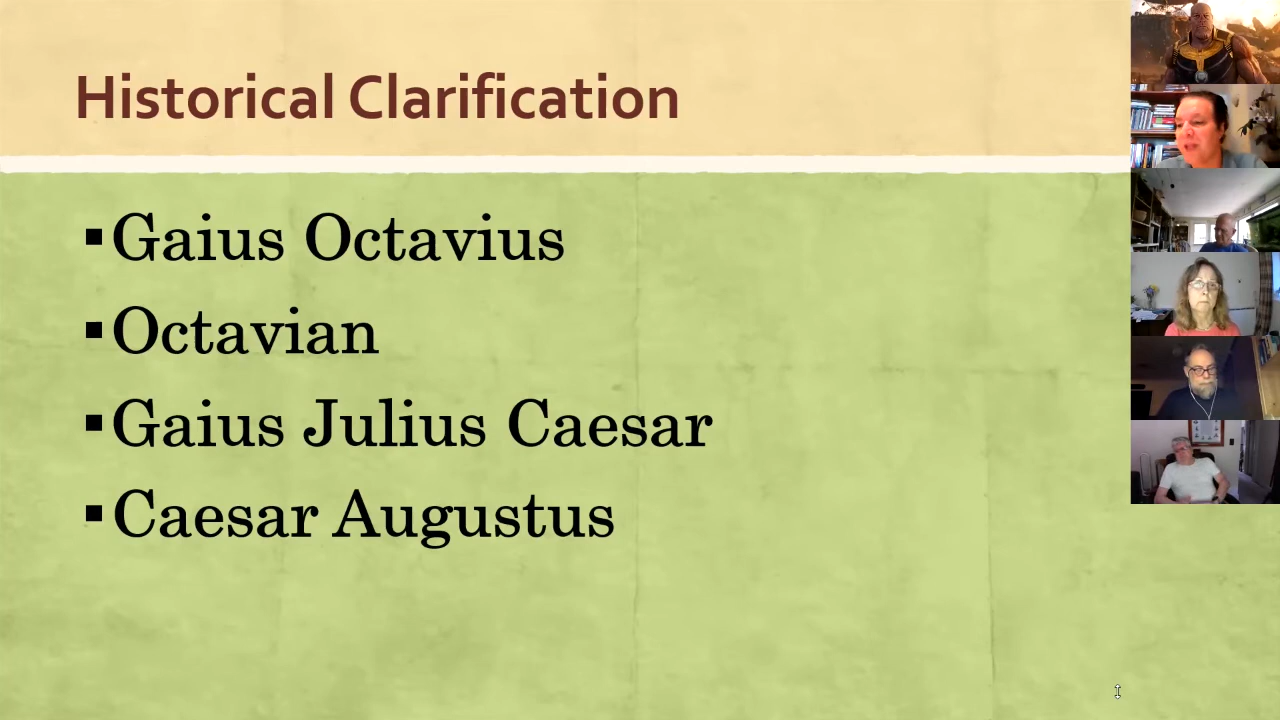 Historical Clarification
▪Gaius Octavius
▪Octavian
▪Gaius Julius Caesar
▪Caesar Augustus